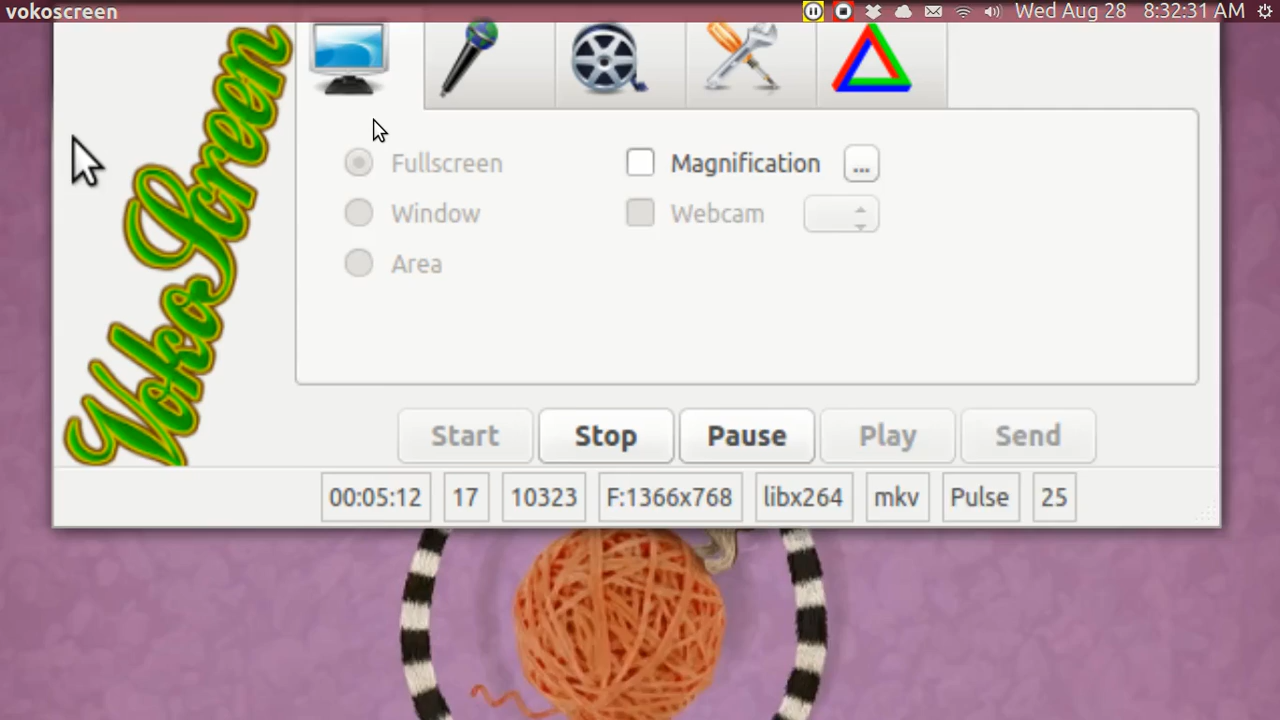 vokoscreen
Wed Aug 28 8:32:31 AM
VokoScreen
Fullscreen
Magnification
...
Window
Webcam
Area
Start
Stop
Pause
Play
Send
00:05:12
17
10323
F:1366x768
libx264
mkv
Pulse
25